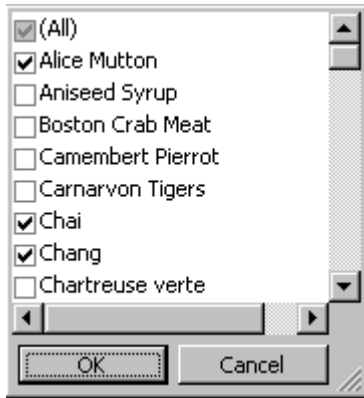 (All)
Alice Mutton
Aniseed Syrup
Boston Crab Meat
Camembert Pierrot
Carnarvon Tigers
Chai
Chang
Chartreuse verte
OK Cancel